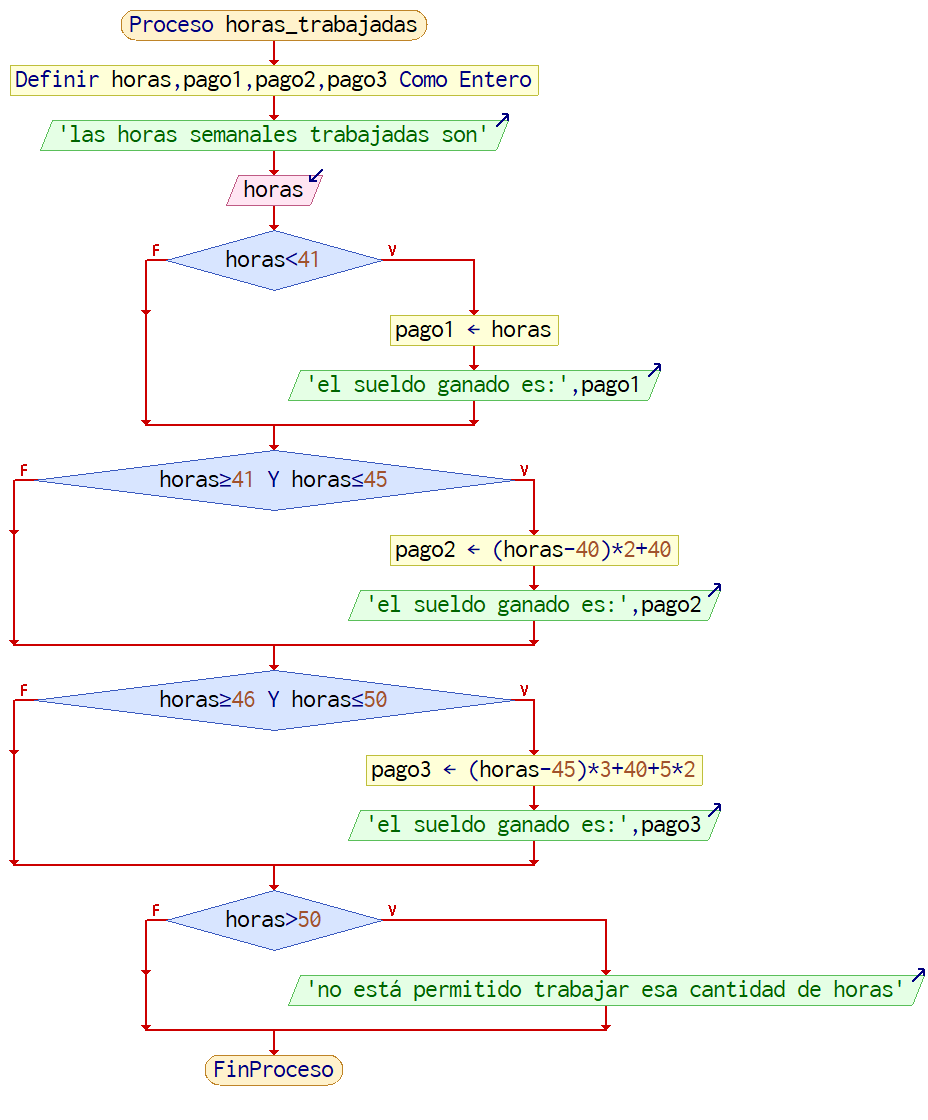 Proceso horas_trabajadas
Definir horas,pago1,pago2,pago3 Como Entero
'las horas semanales trabajadas son'
horas
F
V
horas<41
pago1 ← horas
'el sueldo ganado es:',pago1
F
V
horas≥41 Y horas≤45
pago2 ← (horas-40)*2+40
'el sueldo ganado es:',pago2
F
V
horas≥46 Y horas≤50
pago3 ← (horas-45)*3+40+5*2
'el sueldo ganado es:',pago3
F
V
horas>50
'no está permitido trabajar esa cantidad de horas'
FinProceso